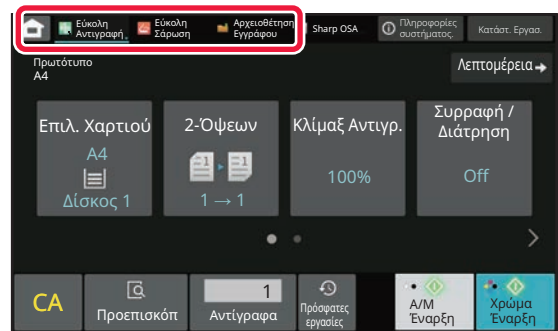 Εύκολη
Αντιγραφή
Εύκολη
Σάρωση
Αρχειοθέτηση
Εγγράφου
Sharp OSA
Πληροφορίες
συστήματος.
Κατάστ. Εργασ.
Πρωτότυπο
A4
Λεπτομέρεια
Επιλ. Χαρτιού
A4
Δίσκος 1
2-Όψεων
1
1
1 → 1
Κλίμαξ Αντιγρ.
100%
Συρραφή /
Διάτρηση
Off
CA
Προεπισκόπ
1
Αντίγραφα
Πρόσφατες
εργασίες
Α/Μ
Έναρξη
Χρώμα
Έναρξη